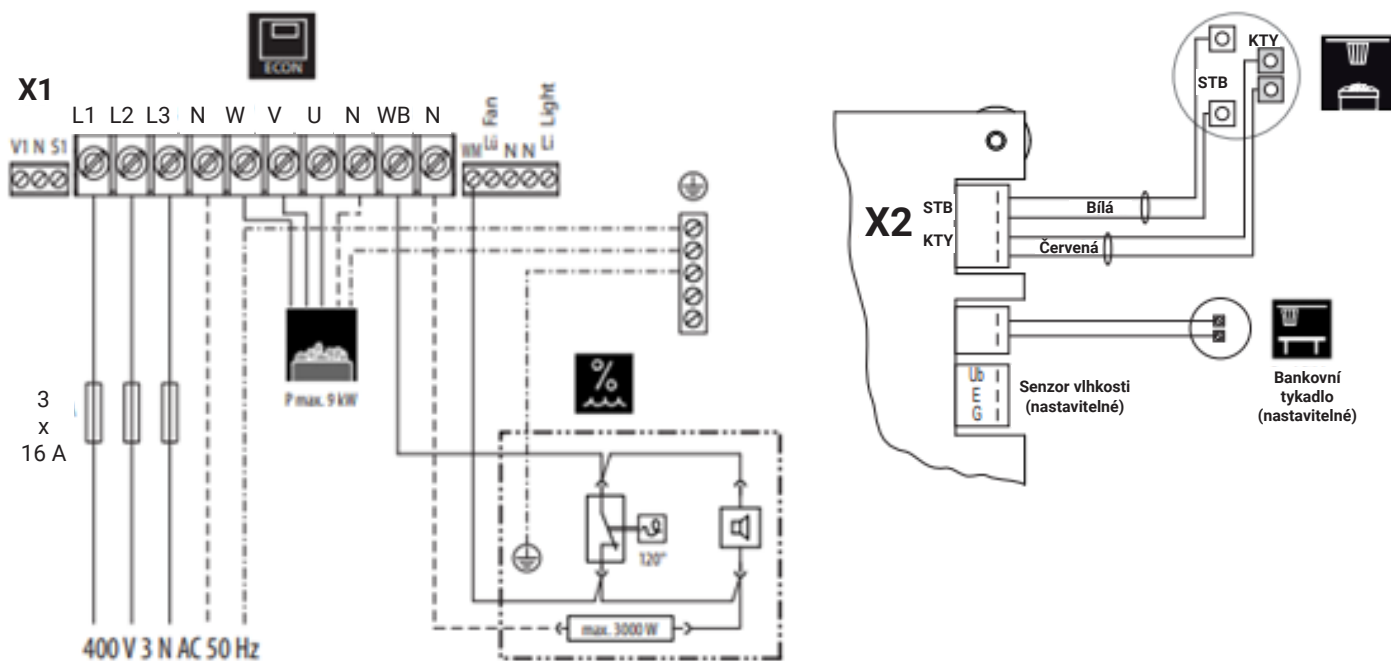 ECON
X1
L1 L2 L3 N W V U N WB N
V1 N S1
WM Lü Fan N N Li Light
3
x
16 A
P max. 9 kW
%
120°
max. 3000 W
400 V 3 N AC 50 Hz
KTY
STB
X2
STB
KTY
Bílá
Červená
Ub
E
G
Senzor vlhkosti
(nastavitelné)
Bankovní
tykadlo
(nastavitelné)